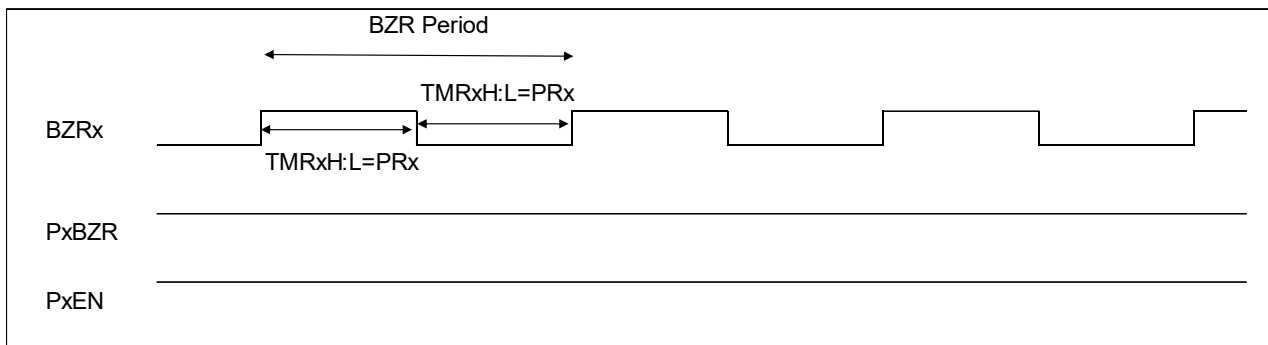 BZR Period
TMRxH:L=PRx
BZRx
TMRxH:L=PRx
PxBZR
PxEN